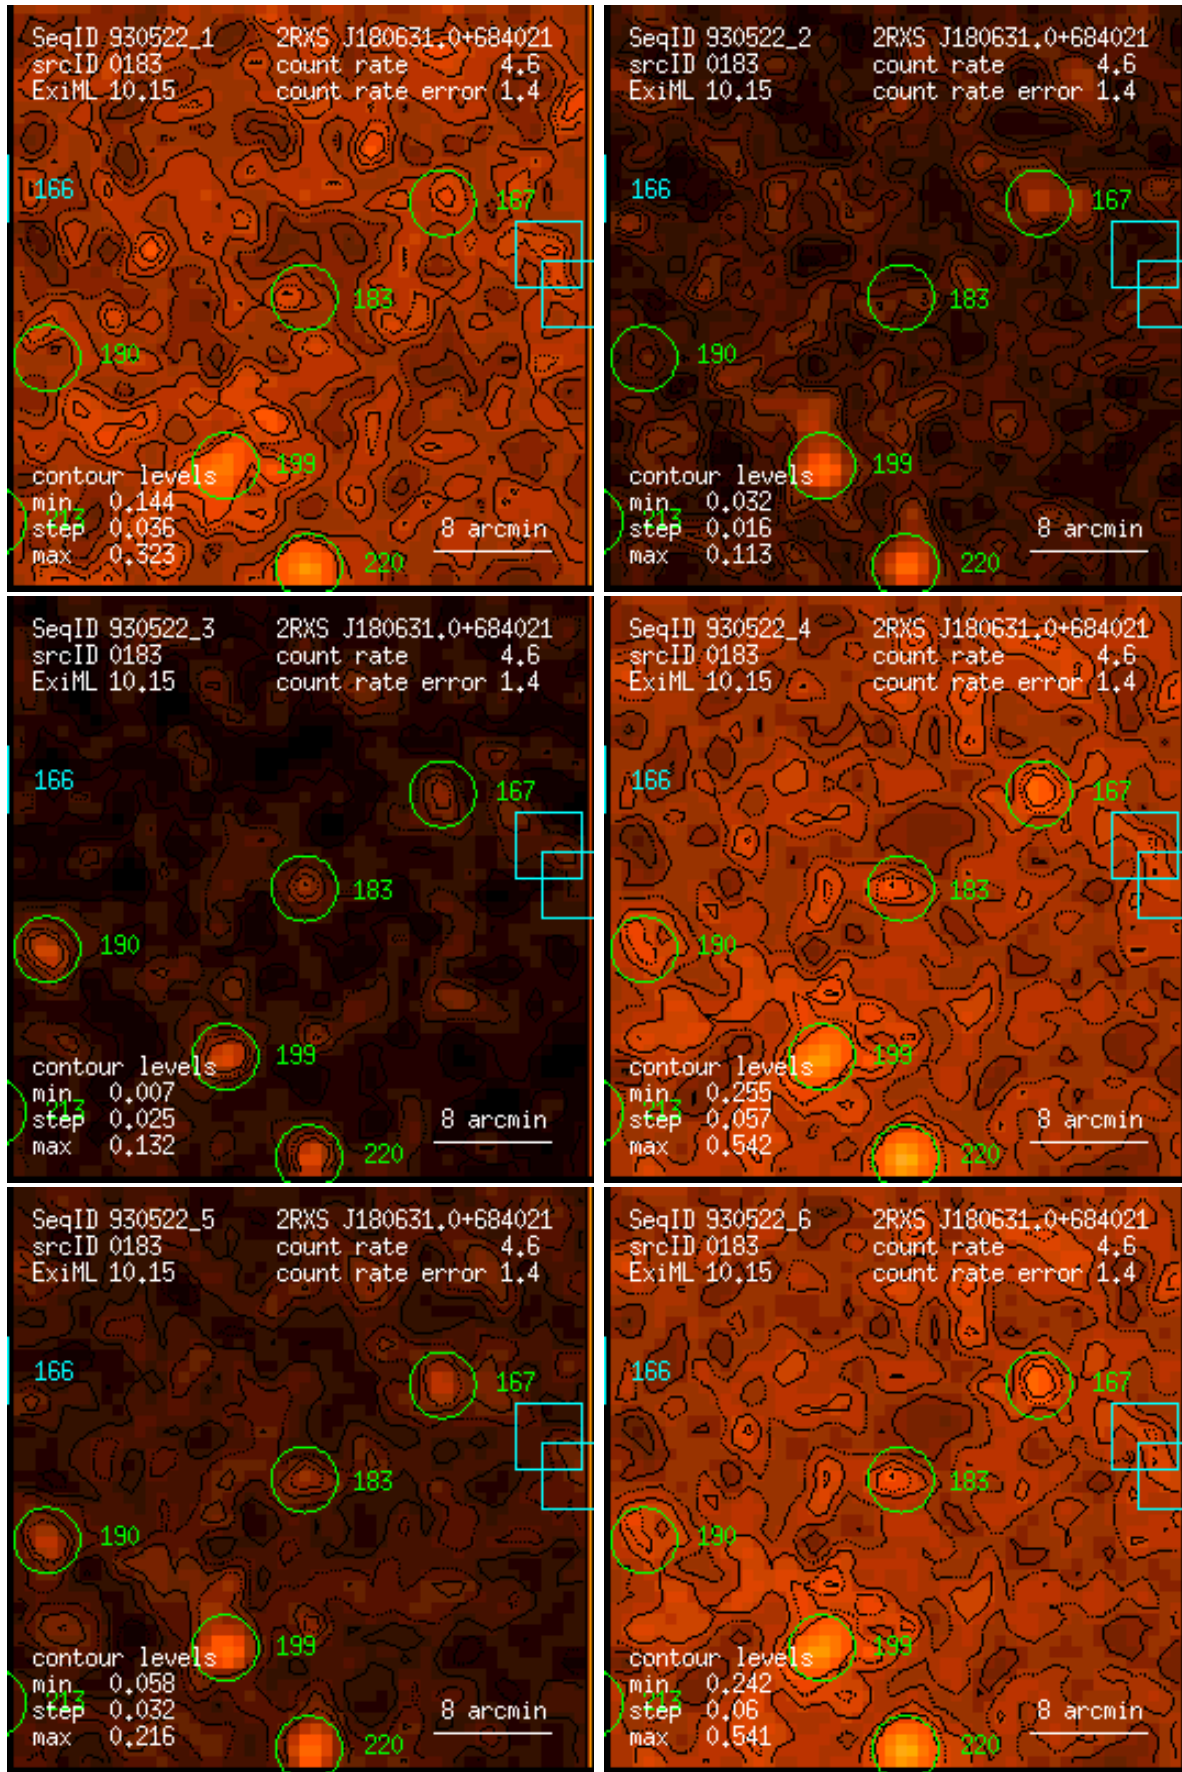 SeqID 930522_1 2RXS J180631.0+684021
srcID 0183 count rate 4.6
ExiML 10.15 count rate error 1.4
166
167
183
190
199
contour levels
min 0.144
213
step 0.036
8 arcmin
max 0.323
220
SeqID 930522_2 2RXS J180631.0+684021
srcID 0183 count rate 4.6
ExiML 10.15 count rate error 1.4
166
167
183
190
199
contour levels
min 0.032
213
step 0.016
8 arcmin
max 0.113
220
SeqID 930522_3 2RXS J180631.0+684021
srcID 0183 count rate 4.6
ExiML 10.15 count rate error 1.4
166
167
183
190
199
contour levels
min 0.007
213
step 0.025
8 arcmin
max 0.132
220
SeqID 930522_4 2RXS J180631.0+684021
srcID 0183 count rate 4.6
ExiML 10.15 count rate error 1.4
166
167
183
190
199
contour levels
min 0.255
213
step 0.057
8 arcmin
max 0.542
220
SeqID 930522_5 2RXS J180631.0+684021
srcID 0183 count rate 4.6
ExiML 10.15 count rate error 1.4
166
167
183
190
199
contour levels
min 0.058
213
step 0.032
8 arcmin
max 0.216
220
SeqID 930522_6 2RXS J180631.0+684021
srcID 0183 count rate 4.6
ExiML 10.15 count rate error 1.4
166
167
183
190
199
contour levels
min 0.242
213
step 0.06
8 arcmin
max 0.541
220